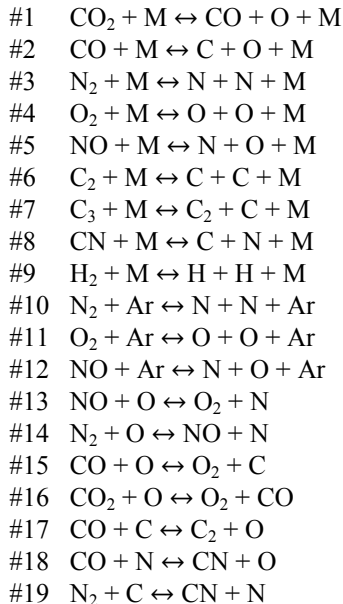 #1 CO₂ + M ↔ CO + O + M
#2 CO + M ↔ C + O + M
#3 N₂ + M ↔ N + N + M
#4 O₂ + M ↔ O + O + M
#5 NO + M ↔ N + O + M
#6 C₂ + M ↔ C + C + M
#7 C₃ + M ↔ C₂ + C + M
#8 CN + M ↔ C + N + M
#9 H₂ + M ↔ H + H + M
#10 N₂ + Ar ↔ N + N + Ar
#11 O₂ + Ar ↔ O + O + Ar
#12 NO + Ar ↔ N + O + Ar
#13 NO + O ↔ O₂ + N
#14 N₂ + O ↔ NO + N
#15 CO + O ↔ O₂ + C
#16 CO₂ + O ↔ O₂ + CO
#17 CO + C ↔ C₂ + O
#18 CO + N ↔ CN + O
#19 N₂ + C ↔ CN + N